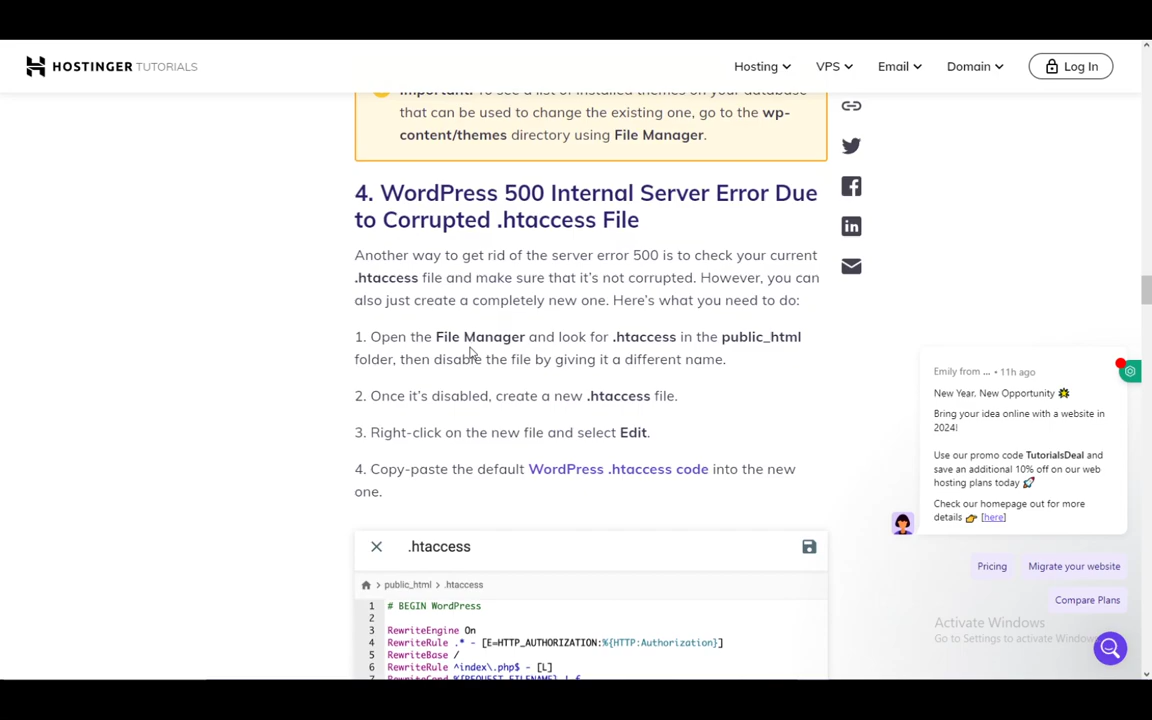 HOSTINGER TUTORIALS
Hosting
VPS
Email
Domain
Log In
Important: To see a list of installed themes on your database
that can be used to change the existing one, go to the wp-
content/themes directory using File Manager.
4. WordPress 500 Internal Server Error Due
to Corrupted .htaccess File
Another way to get rid of the server error 500 is to check your current
.htaccess file and make sure that it's not corrupted. However, you can
also just create a completely new one. Here's what you need to do:
1. Open the File Manager and look for .htaccess in the public_html
folder, then disable the file by giving it a different name.
2. Once it's disabled, create a new .htaccess file.
3. Right-click on the new file and select Edit.
4. Copy-paste the default WordPress .htaccess code into the new
one.
.htaccess
public_html > .htaccess
1 # BEGIN WordPress
2
3 RewriteEngine On
4 RewriteRule .* - [E=HTTP_AUTHORIZATION:%{HTTP:Authorization}]
5 RewriteBase /
6 RewriteRule ^index\.php$ - [L]
Emily from ... • 11h ago
New Year, New Opportunity
Bring your idea online with a website in
2024!
Use our promo code TutorialsDeal and
save an additional 10% off on our web
hosting plans today
Check our homepage out for more
details [here]
Pricing
Migrate your website
Compare Plans
Activate Windows
Go to Settings to activate Windows